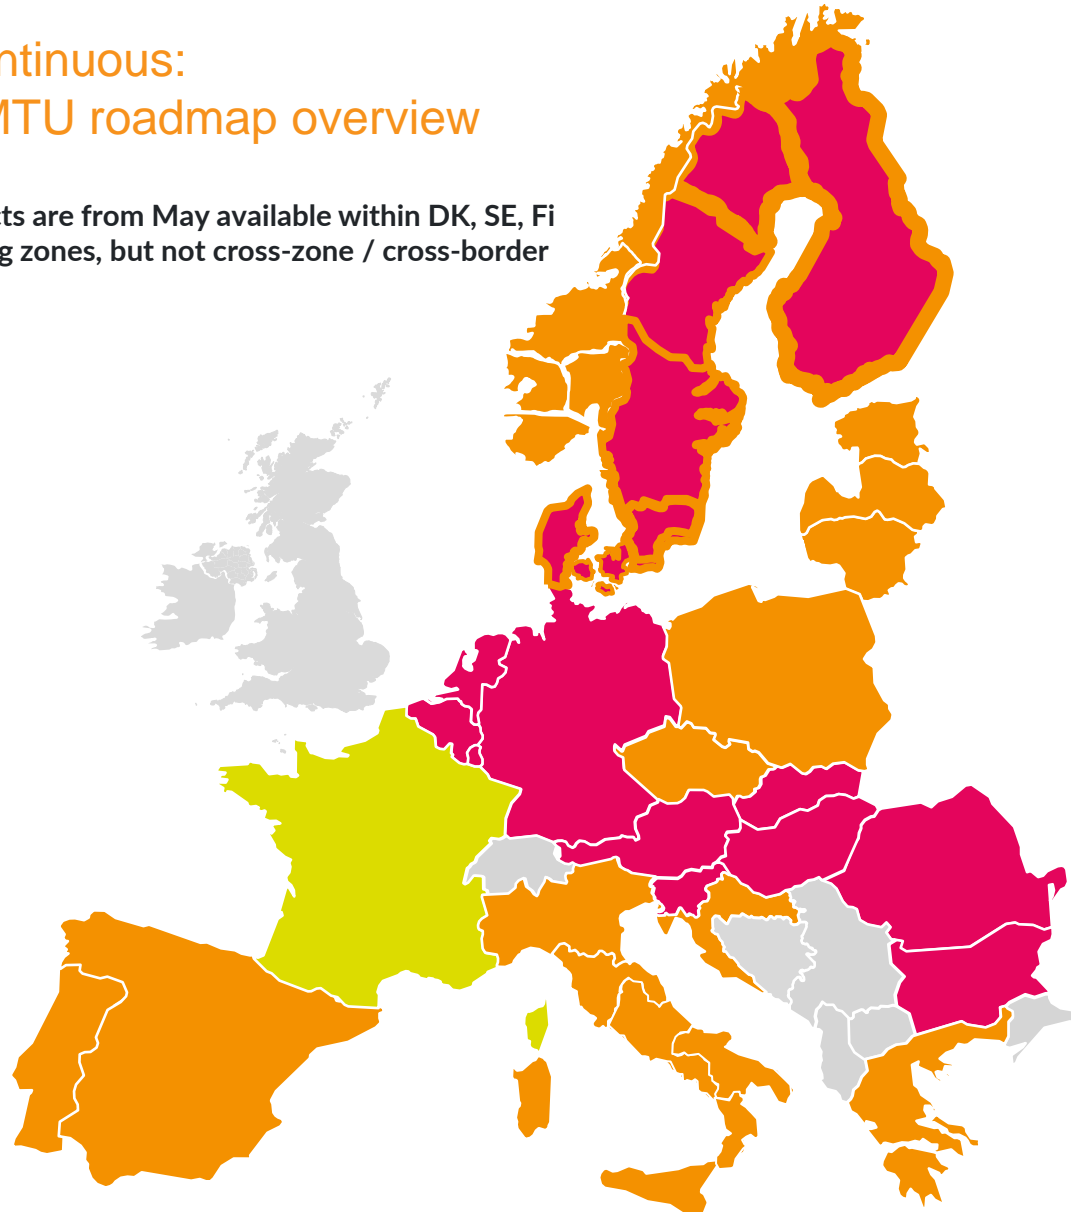 ntinuous:
MTU roadmap overview
cts are from May available within DK, SE, Fi
g zones, but not cross-zone / cross-border